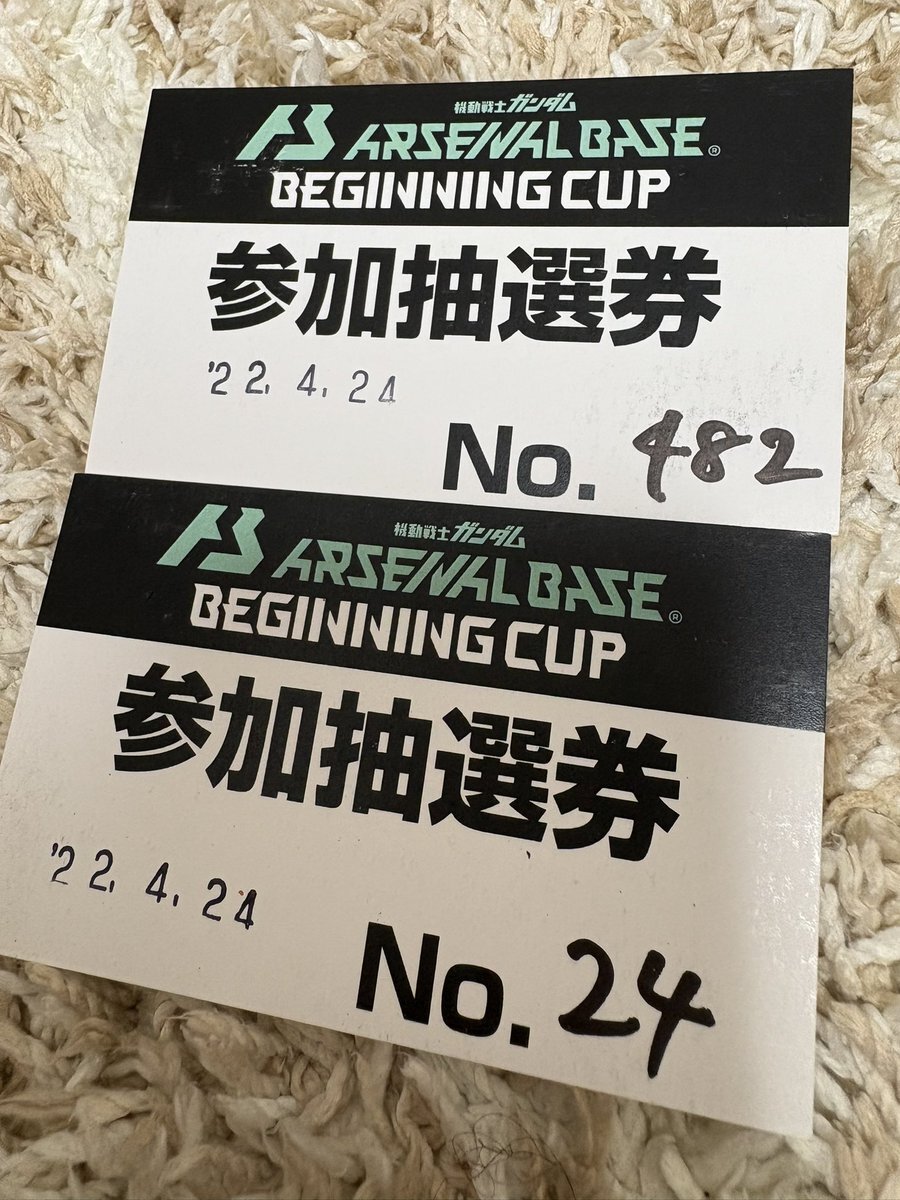 機動戦士ガンダム
AB ARSENAL BASE®
BEGINNING CUP
参加抽選券
'22. 4. 24
No. 482
機動戦士ガンダム
AB ARSENAL BASE®
BEGINNING CUP
参加抽選券
'22. 4. 24
No. 24